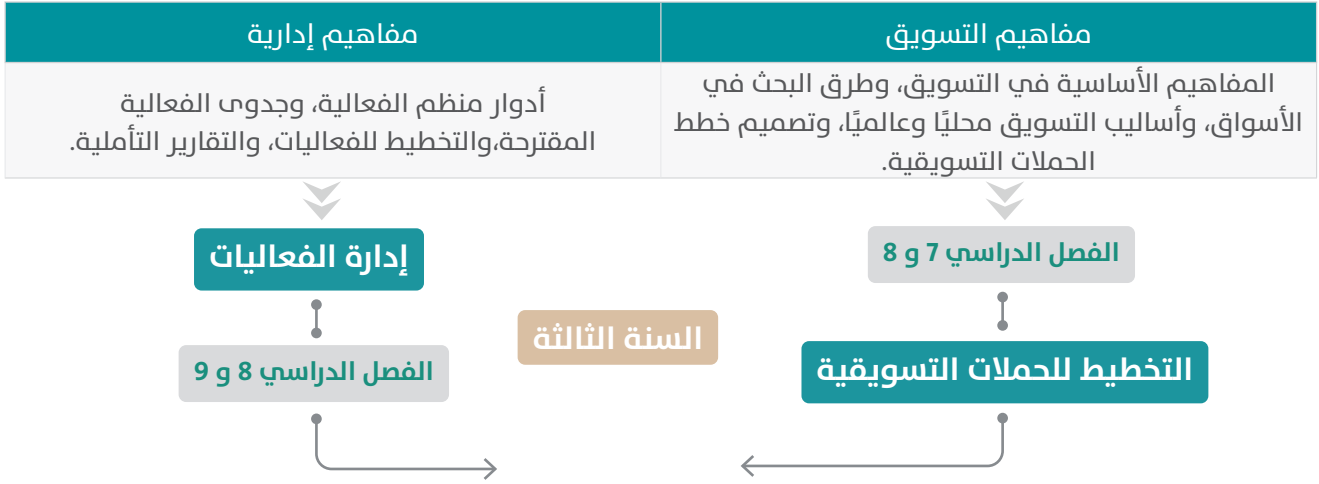 مفاهيم التسويق
مفاهيم إدارية
المفاهيم الأساسية في التسويق، وطرق البحث في
الأسواق، وأساليب التسويق محليًا وعالميًا، وتصميم خطط
الحملات التسويقية.
أدوار منظم الفعالية، وجدوى الفعالية
المقترحة،والتخطيط للفعاليات، والتقارير التأملية.
الفصل الدراسي 7 و 8
التخطيط للحملات التسويقية
السنة الثالثة
إدارة الفعاليات
الفصل الدراسي 8 و 9